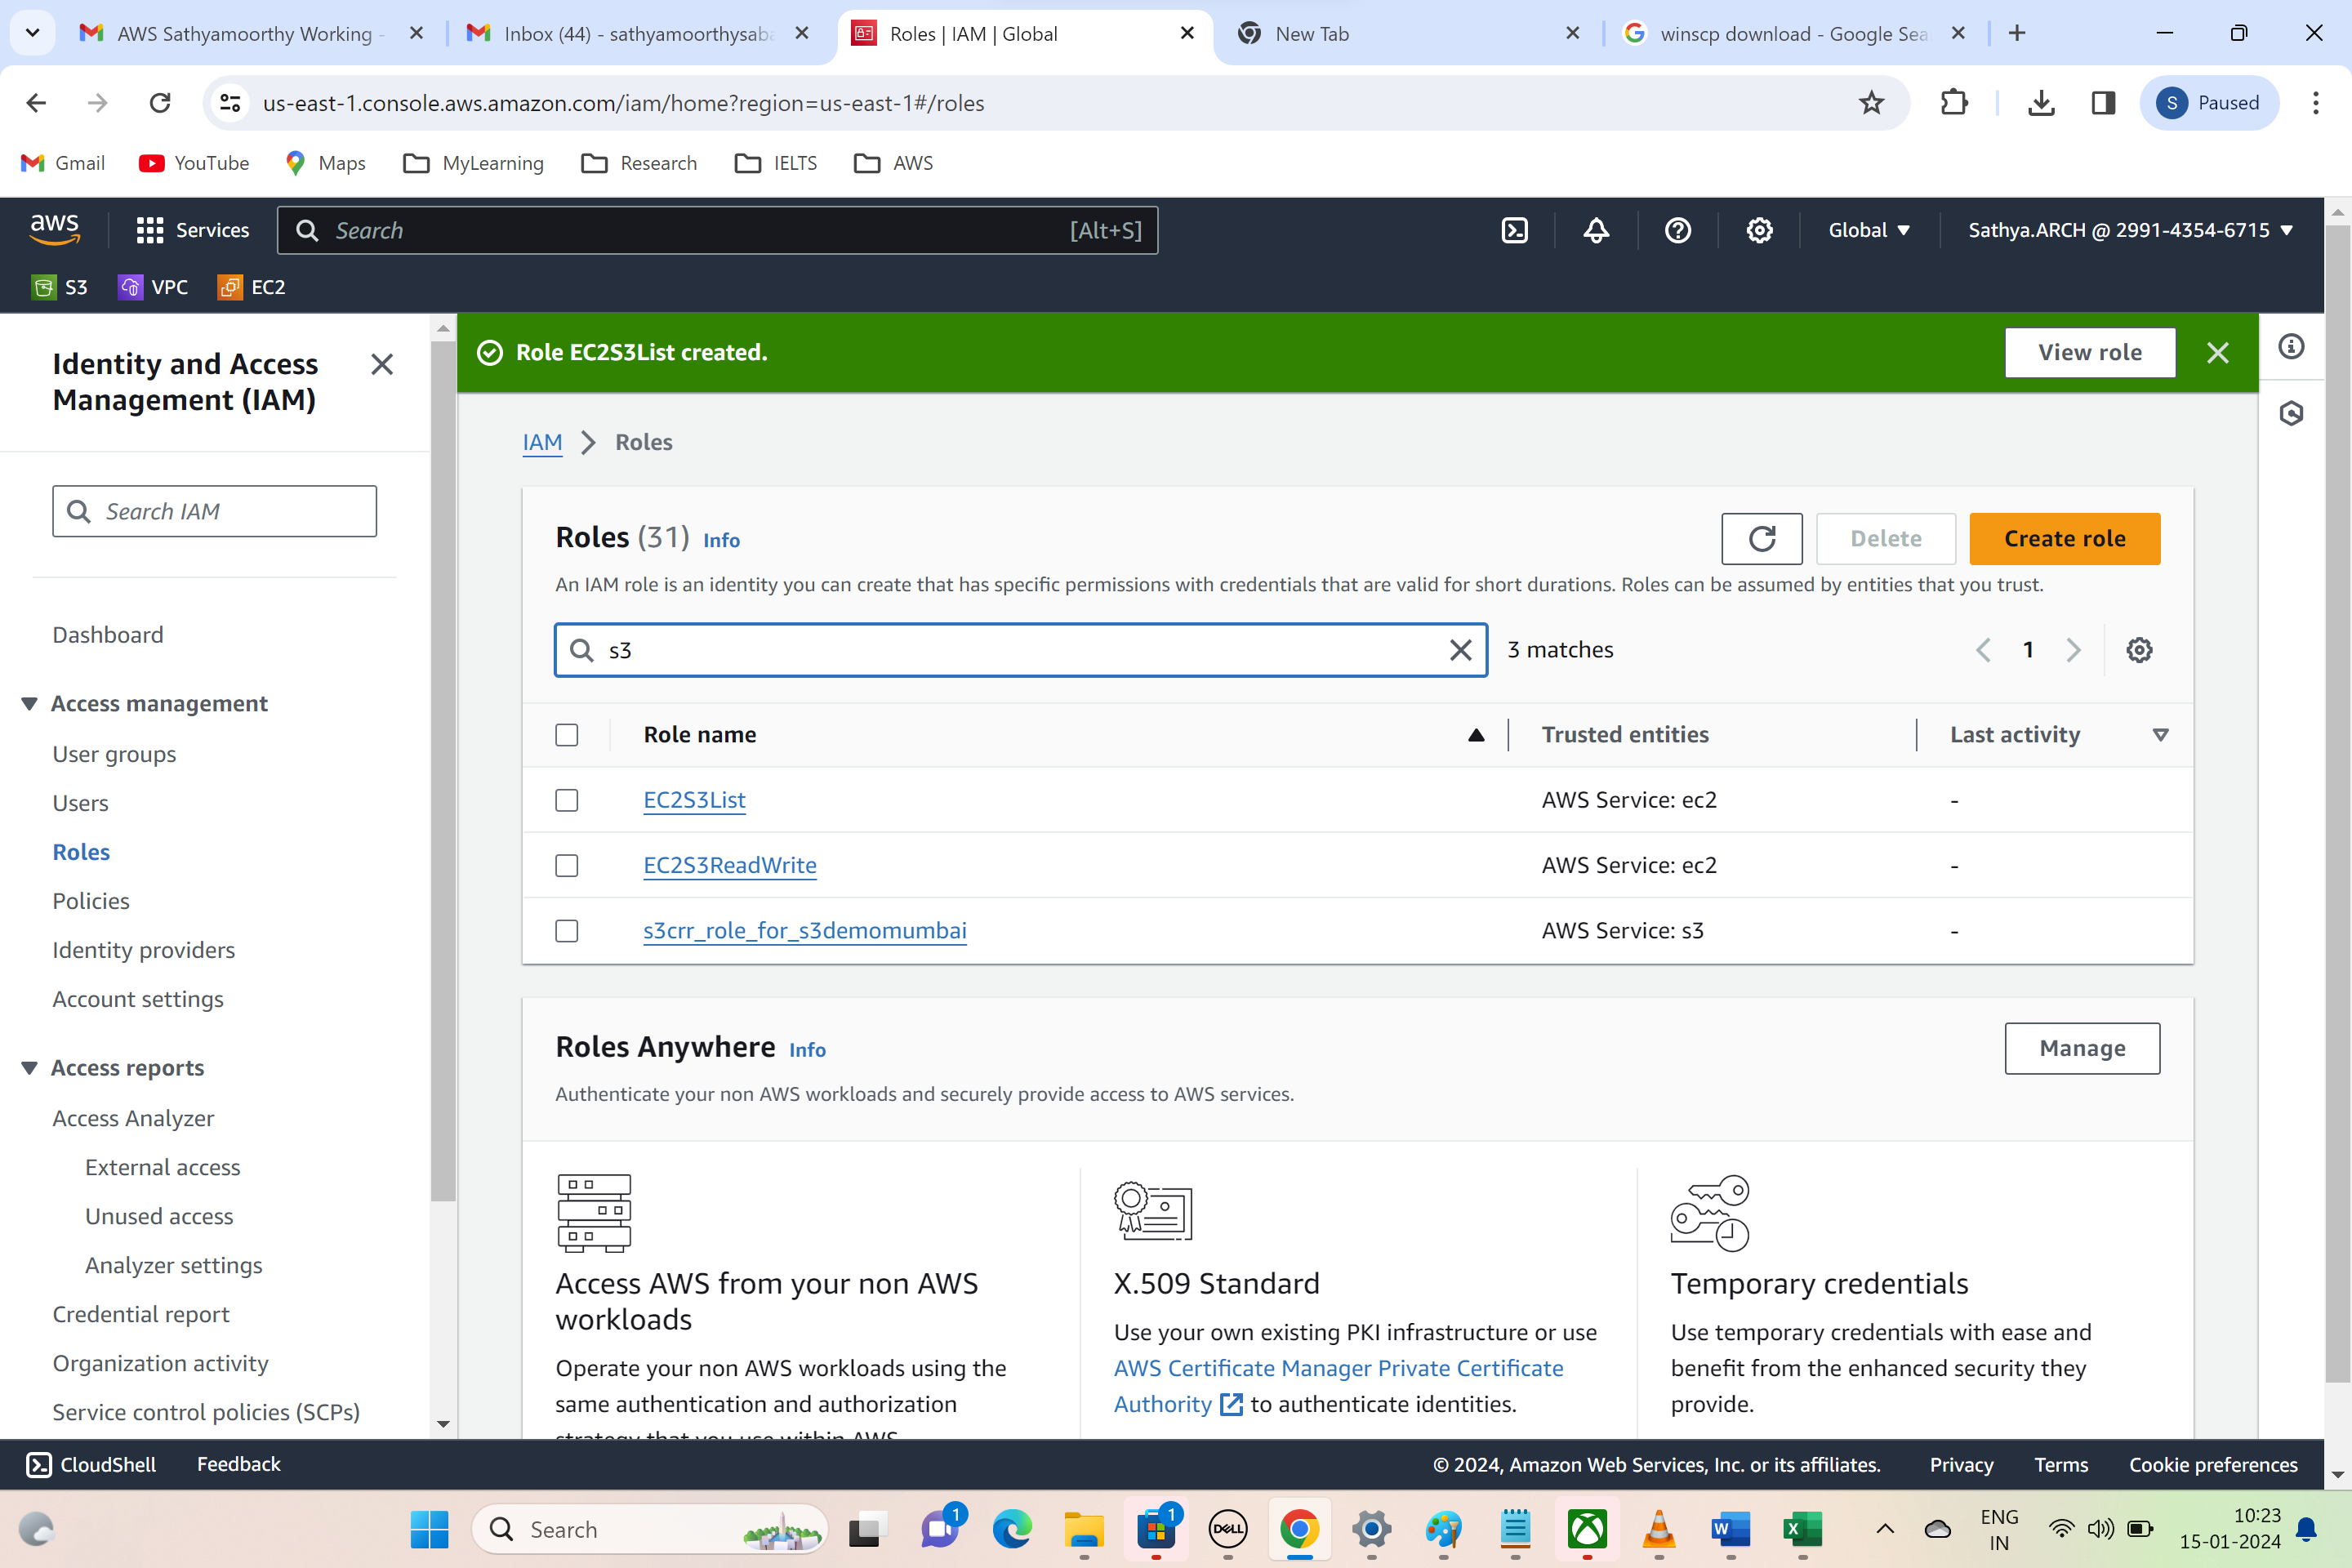 AWS Sathyamoorthy Working -
Inbox (44) - sathyamoorthysaba
Roles | IAM | Global
New Tab
winscp download - Google Sea
us-east-1.console.aws.amazon.com/iam/home?region=us-east-1#/roles
S Paused
Gmail
YouTube
Maps
MyLearning
Research
IELTS
AWS
aws
Services
Search [Alt+S]
Global
Sathya.ARCH @ 2991-4354-6715
S3
VPC
EC2
Identity and Access
Management (IAM)
Search IAM
Dashboard
Access management
User groups
Users
Roles
Policies
Identity providers
Account settings
Access reports
Access Analyzer
External access
Unused access
Analyzer settings
Credential report
Organization activity
Service control policies (SCPs)
Role EC2S3List created.
View role
IAM > Roles
Roles (31) Info
Delete
Create role
An IAM role is an identity you can create that has specific permissions with credentials that are valid for short durations. Roles can be assumed by entities that you trust.
s3
3 matches
1
Role name Trusted entities Last activity
EC2S3List AWS Service: ec2 -
EC2S3ReadWrite AWS Service: ec2 -
s3crr_role_for_s3demomumbai AWS Service: s3 -
Roles Anywhere Info
Manage
Authenticate your non AWS workloads and securely provide access to AWS services.
Access AWS from your non AWS
workloads
Operate your non AWS workloads using the
same authentication and authorization
strategy that you use within AWS.
X.509 Standard
Use your own existing PKI infrastructure or use
AWS Certificate Manager Private Certificate
Authority to authenticate identities.
Temporary credentials
Use temporary credentials with ease and
benefit from the enhanced security they
provide.
CloudShell
Feedback
© 2024, Amazon Web Services, Inc. or its affiliates.
Privacy
Terms
Cookie preferences
Search
1
1
DELL
W
X
ENG
IN
10:23
15-01-2024